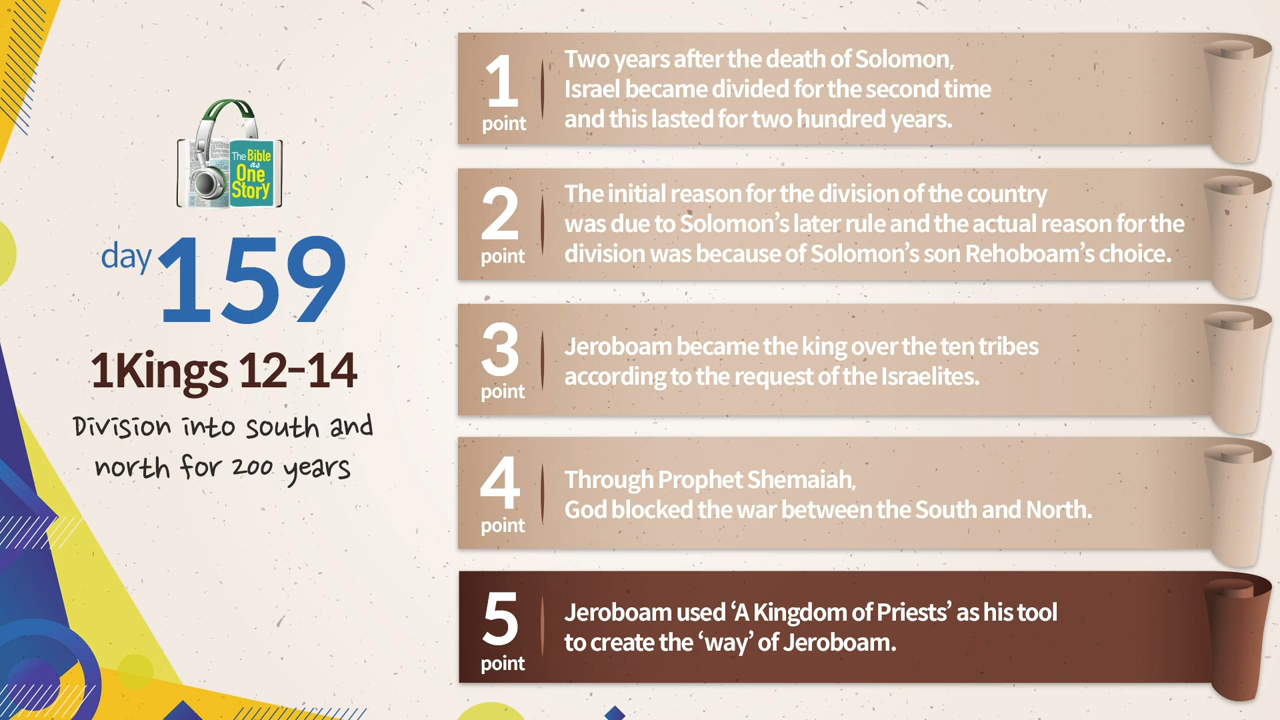 The Bible
as
One
Story
day 159
1Kings 12-14
Division into south and
north for 200 years
1
point
Two years after the death of Solomon,
Israel became divided for the second time
and this lasted for two hundred years.
2
point
The initial reason for the division of the country
was due to Solomon’s later rule and the actual reason for the
division was because of Solomon’s son Rehoboam’s choice.
3
point
Jeroboam became the king over the ten tribes
according to the request of the Israelites.
4
point
Through Prophet Shemaiah,
God blocked the war between the South and North.
5
point
Jeroboam used ‘A Kingdom of Priests’ as his tool
to create the ‘way’ of Jeroboam.